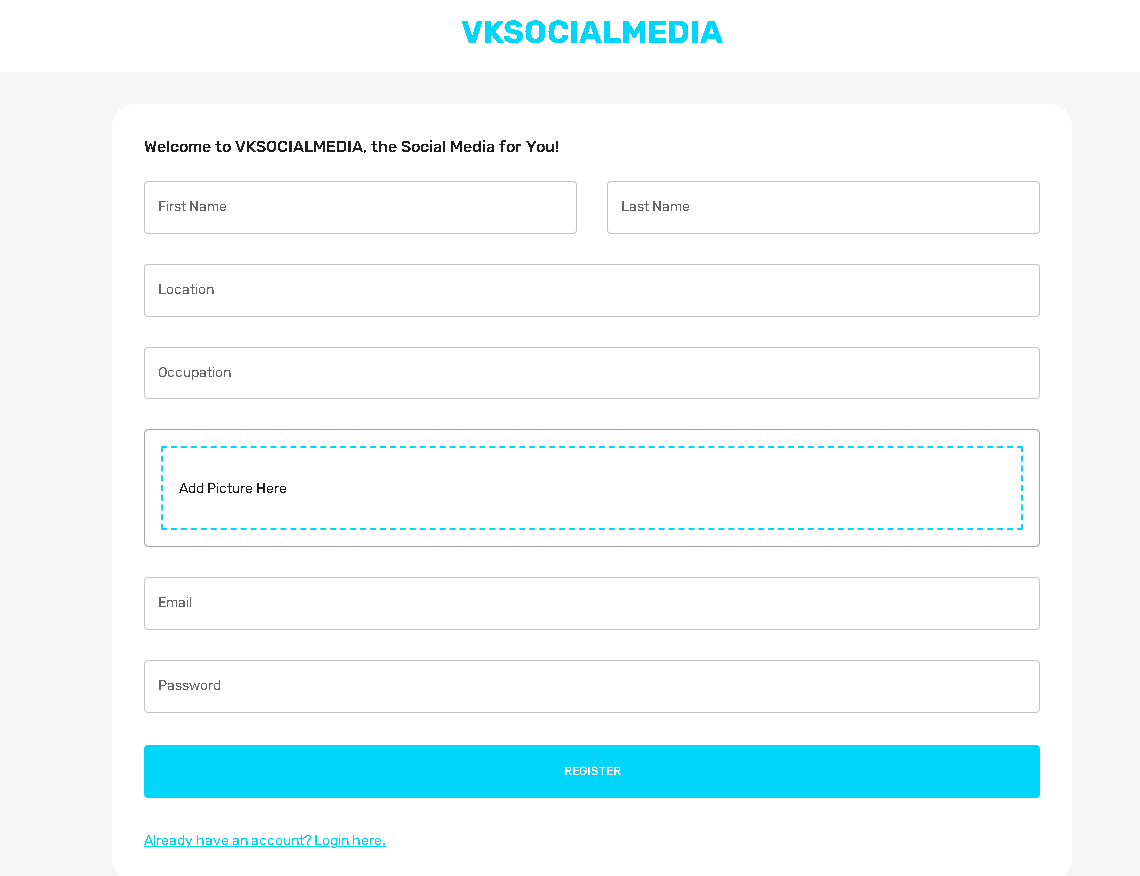 VKSOCIALMEDIA
Welcome to VKSOCIALMEDIA, the Social Media for You!
First Name
Last Name
Location
Occupation
Add Picture Here
Email
Password
REGISTER
Already have an account? Login here.